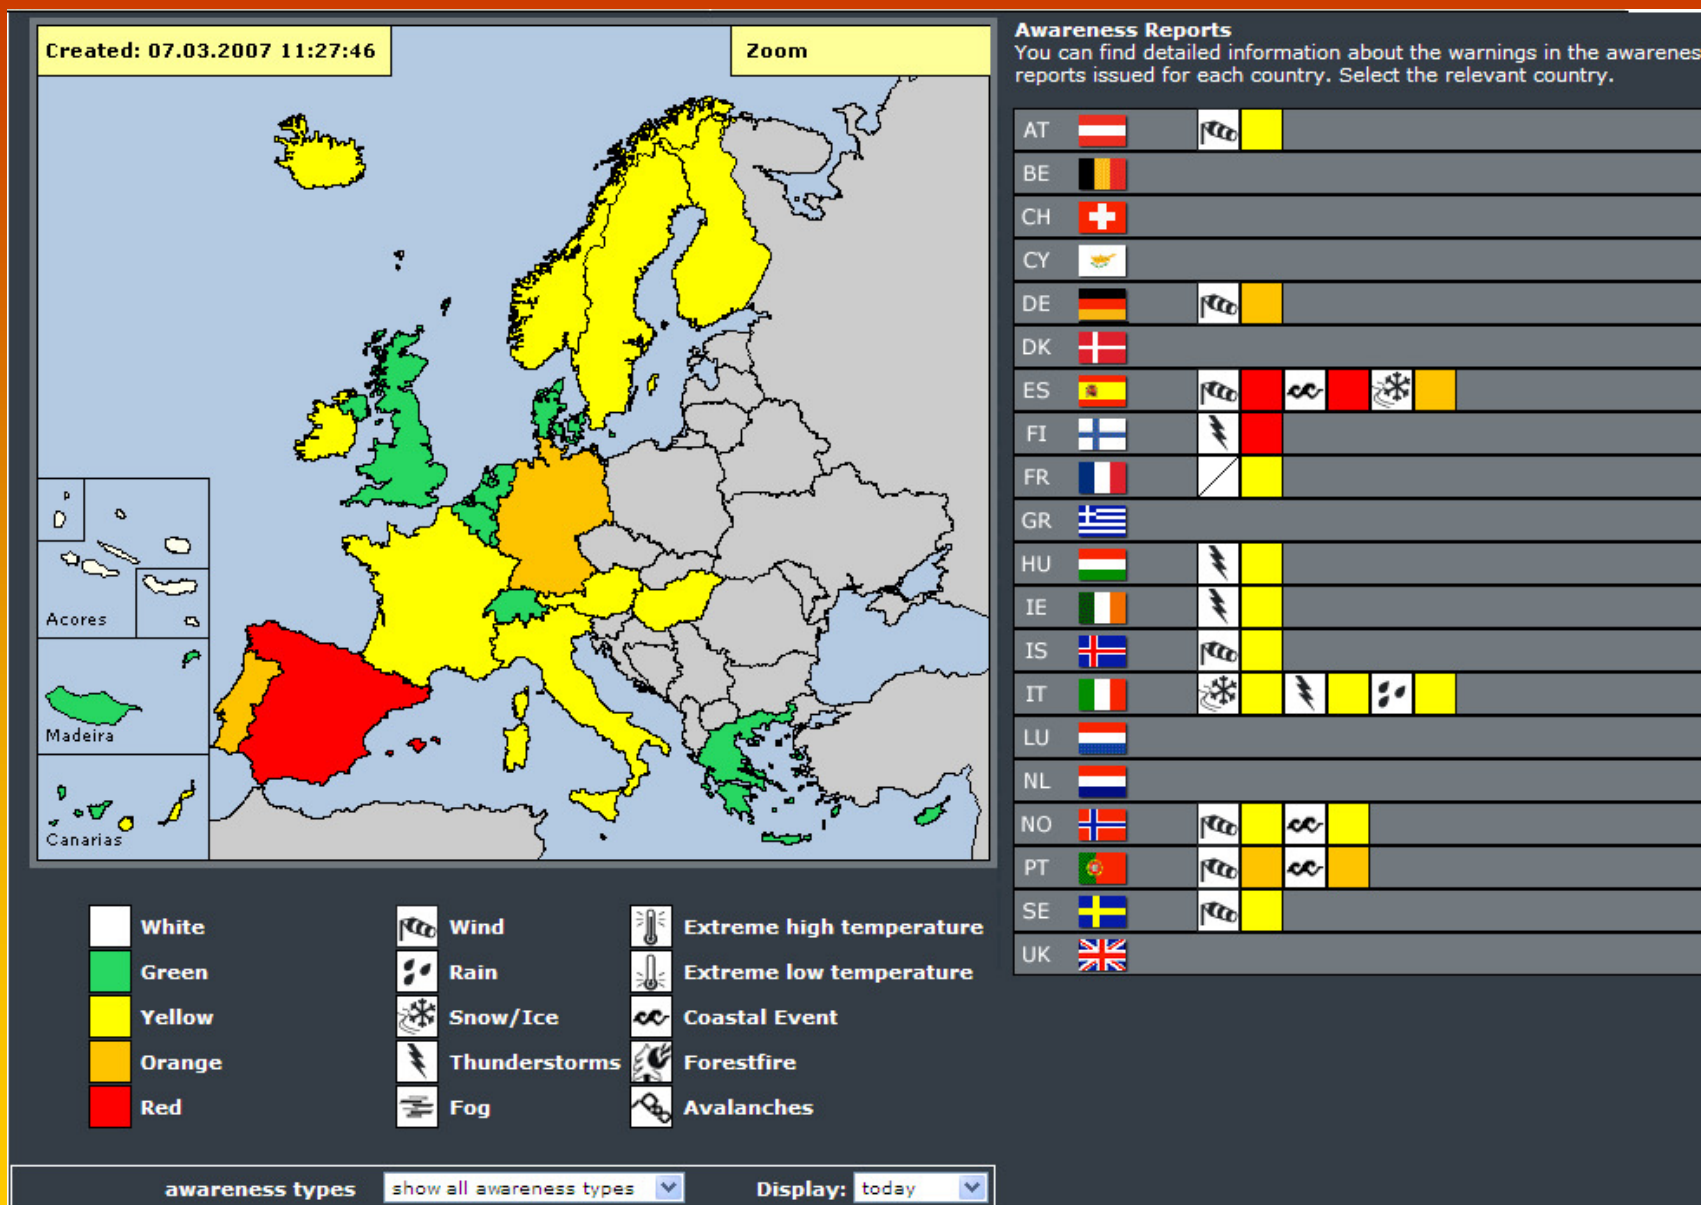 Created: 07.03.2007 11:27:46
Zoom
Acores
Madeira
Canarias
White
Green
Yellow
Orange
Red
Wind
Rain
Snow/Ice
Thunderstorms
Fog
Extreme high temperature
Extreme low temperature
Coastal Event
Forestfire
Avalanches
awareness types
show all awareness types
Display:
today
Awareness Reports
You can find detailed information about the warnings in the awarenes
reports issued for each country. Select the relevant country.
AT
BE
CH
CY
DE
DK
ES
FI
FR
GR
HU
IE
IS
IT
LU
NL
NO
PT
SE
UK